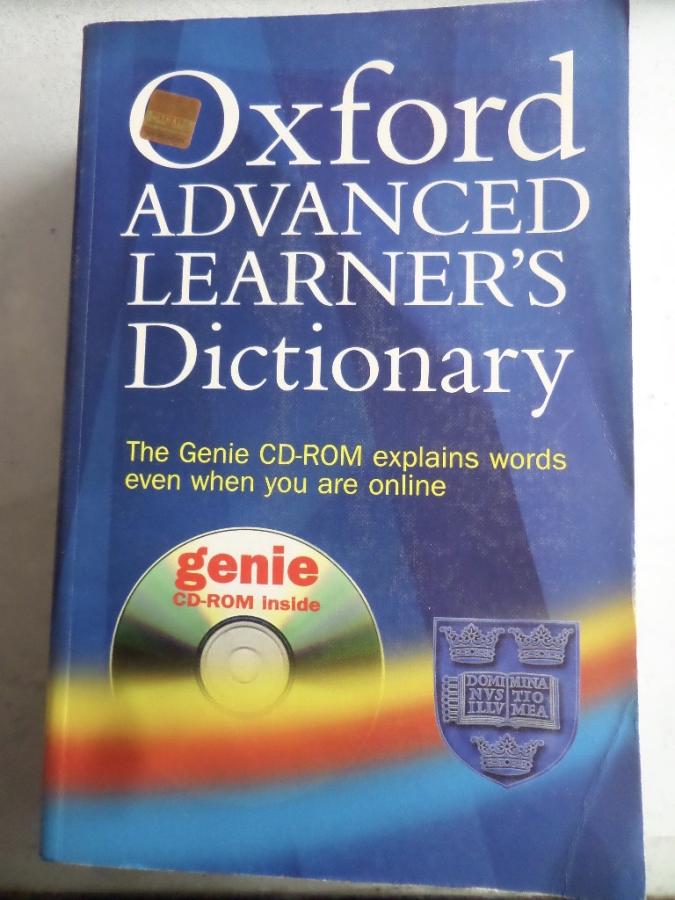 Oxford
ADVANCED
LEARNER'S
Dictionary
The Genie CD-ROM explains words
even when you are online
genie
CD-ROM inside
DOMI MINA
NVS TIO
ILLV MEA